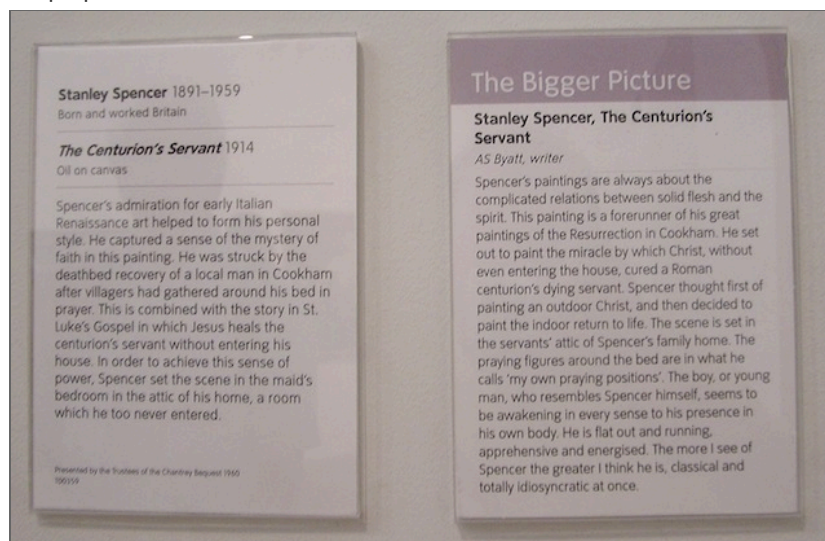 Stanley Spencer 1891–1959
Born and worked Britain
The Centurion's Servant 1914
Oil on canvas
Spencer's admiration for early Italian
Renaissance art helped to form his personal
style. He captured a sense of the mystery of
faith in this painting. He was struck by the
deathbed recovery of a local man in Cookham
after villagers had gathered around his bed in
prayer. This is combined with the story in St.
Luke's Gospel in which Jesus heals the
centurion's servant without entering his
house. In order to achieve this sense of
power, Spencer set the scene in the maid's
bedroom in the attic of his home, a room
which he too never entered.
Presented by the Trustees of the Chantrey Bequest 1960
The Bigger Picture
Stanley Spencer, The Centurion's
Servant
AS Byatt, writer
Spencer's paintings are always about the
complicated relations between solid flesh and the
spirit. This painting is a forerunner of his great
paintings of the Resurrection in Cookham. He set
out to paint the miracle by which Christ, without
even entering the house, cured a Roman
centurion's dying servant. Spencer thought first of
painting an outdoor Christ, and then decided to
paint the indoor return to life. The scene is set in
the servants' attic of Spencer's family home. The
praying figures around the bed are in what he
calls 'my own praying positions'. The boy, or young
man, who resembles Spencer himself, seems to
be awakening in every sense to his presence in
his own body. He is flat out and running,
apprehensive and energised. The more I see of
Spencer the greater I think he is, classical and
totally idiosyncratic at once.